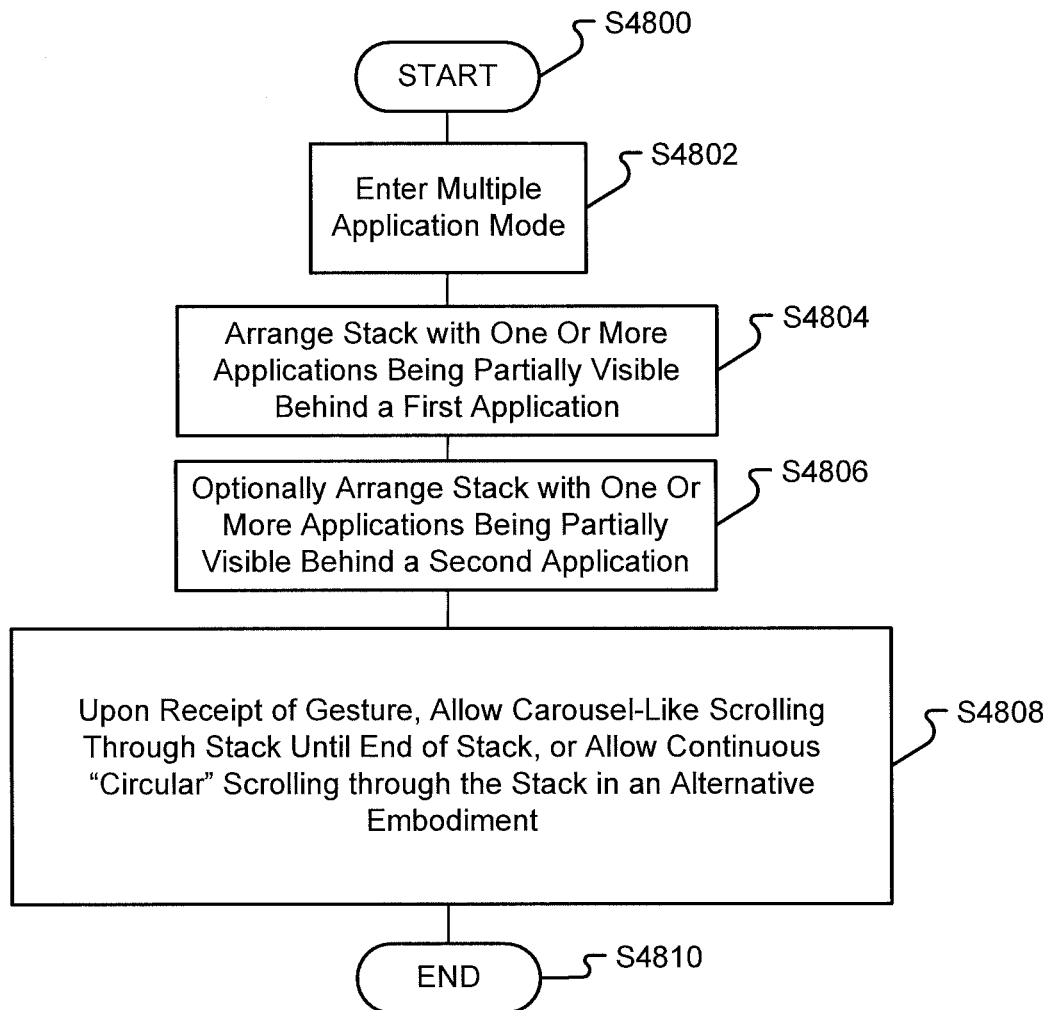 S4800
START
S4802
Enter Multiple
Application Mode
S4804
Arrange Stack with One Or More
Applications Being Partially Visible
Behind a First Application
S4806
Optionally Arrange Stack with One Or
More Applications Being Partially
Visible Behind a Second Application
S4808
Upon Receipt of Gesture, Allow Carousel-Like Scrolling
Through Stack Until End of Stack, or Allow Continuous
“Circular” Scrolling through the Stack in an Alternative
Embodiment
S4810
END